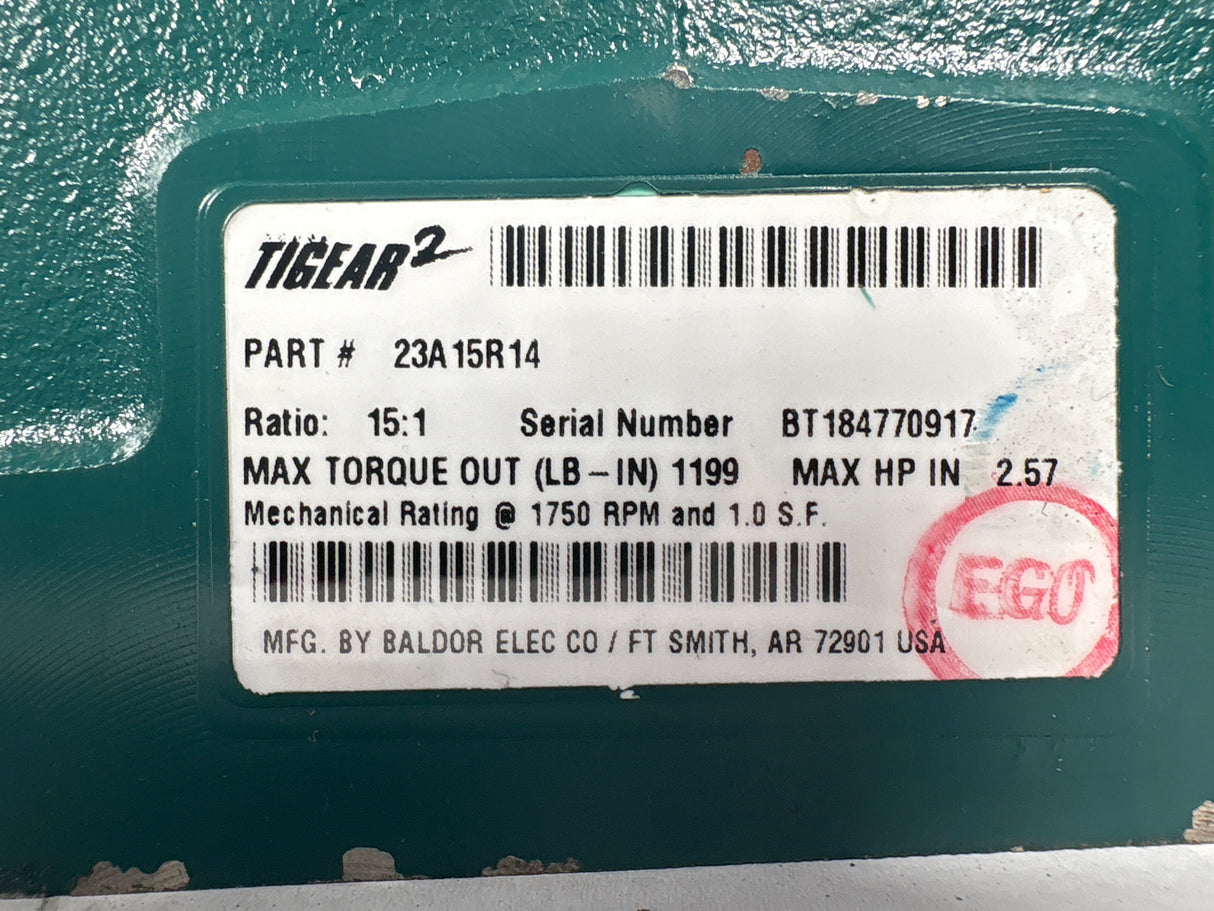 TIGEAR2
PART # 23A15R14
Ratio: 15:1 Serial Number BT184770917
MAX TORQUE OUT (LB-IN) 1199 MAX HP IN 2.57
Mechanical Rating @ 1750 RPM and 1.0 S.F.
EGO
MFG. BY BALDOR ELEC CO / FT SMITH, AR 72901 USA